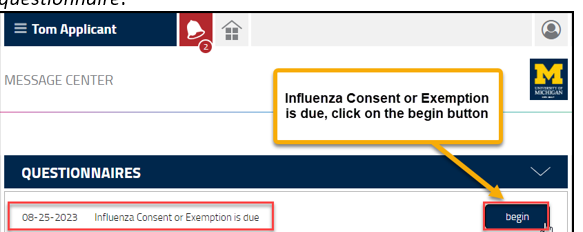 questionnaire.
Tom Applicant
2
MESSAGE CENTER
M
UNIVERSITY OF
MICHIGAN
Influenza Consent or Exemption
is due, click on the begin button
QUESTIONNAIRES
08-25-2023 Influenza Consent or Exemption is due
begin